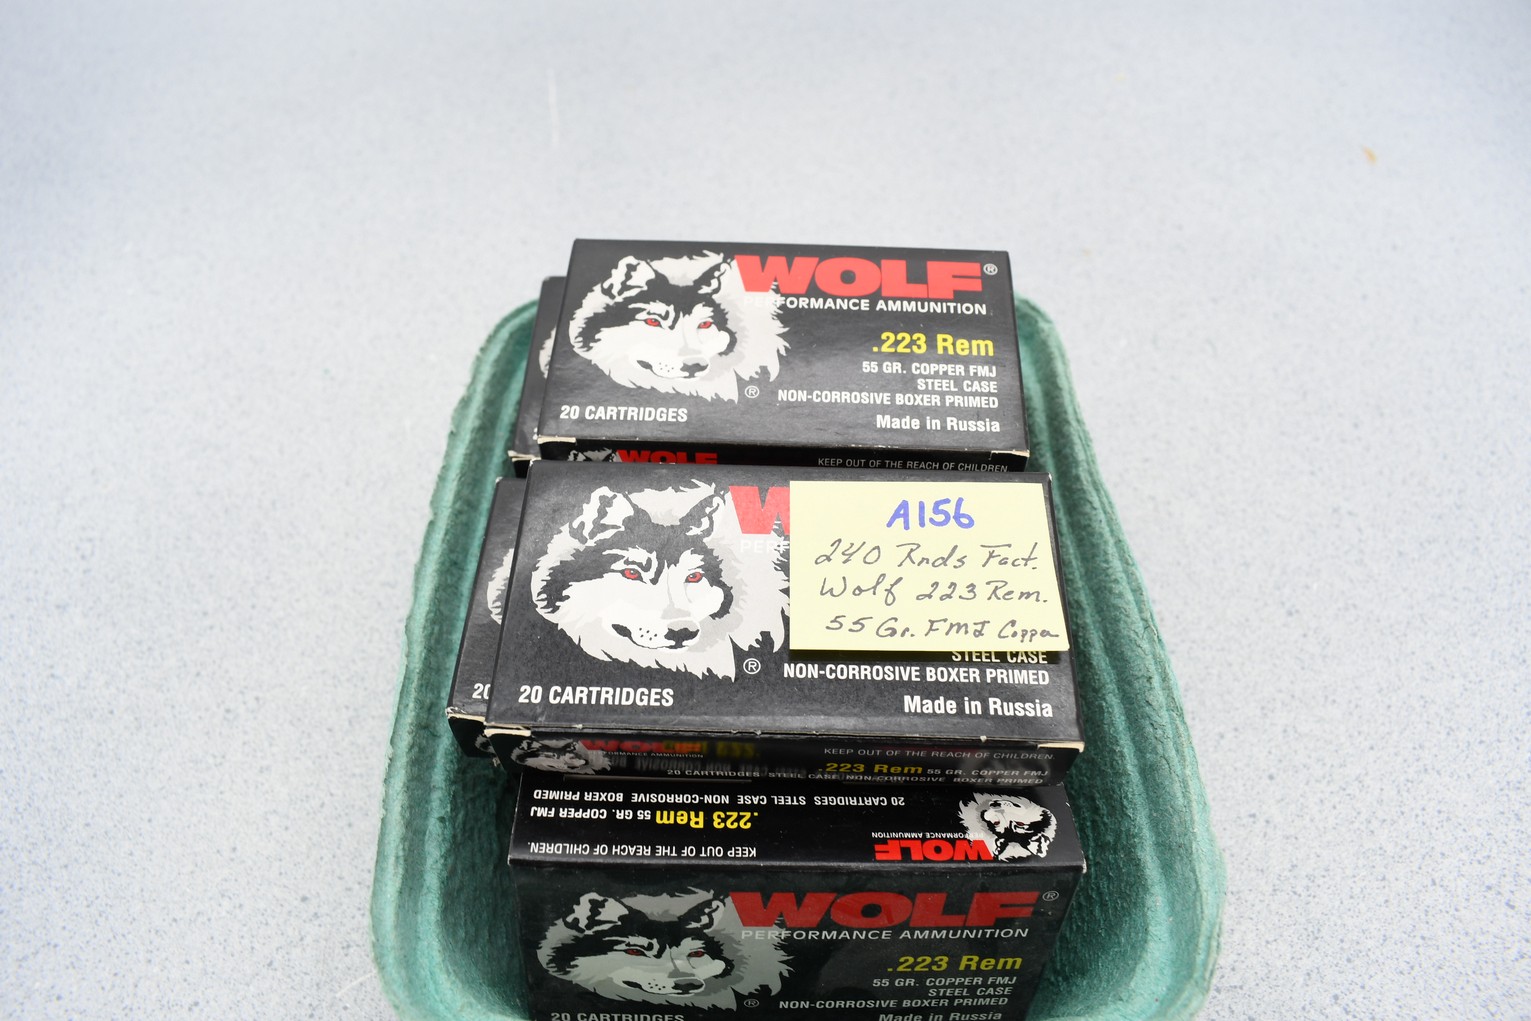 WOLF®
PERFORMANCE AMMUNITION
.223 Rem
55 GR. COPPER FMJ
STEEL CASE
NON-CORROSIVE BOXER PRIMED
®
20 CARTRIDGES
Made in Russia
WOLF
KEEP OUT OF THE REACH OF CHILDREN
W
PERF
A156
240 Rnds Fact.
Wolf 223 Rem.
55 Gr. FMJ Copper
STEEL CASE
NON-CORROSIVE BOXER PRIMED
®
20
20 CARTRIDGES
Made in Russia
WOLF
PERFORMANCE AMMUNITION
KEEP OUT OF THE REACH OF CHILDREN.
.223 Rem 55 GR. COPPER FMJ
20 CARTRIDGES STEEL CASE NON-CORROSIVE BOXER PRIMED
WOLF
PERFORMANCE AMMUNITION
KEEP OUT OF THE REACH OF CHILDREN.
.223 Rem 55 GR. COPPER FMJ
20 CARTRIDGES STEEL CASE NON-CORROSIVE BOXER PRIMED
WOLF®
PERFORMANCE AMMUNITION
.223 Rem
55 GR. COPPER FMJ
STEEL CASE
NON-CORROSIVE BOXER PRIMED
®
20 CARTRIDGES
Made in Russia